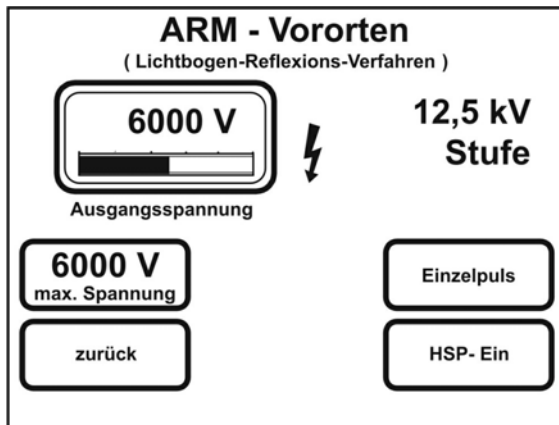 ARM - Vororten
( Lichtbogen-Reflexions-Verfahren )
6000 V
12,5 kV
Stufe
Ausgangsspannung
6000 V
max. Spannung
Einzelpuls
zurück
HSP- Ein